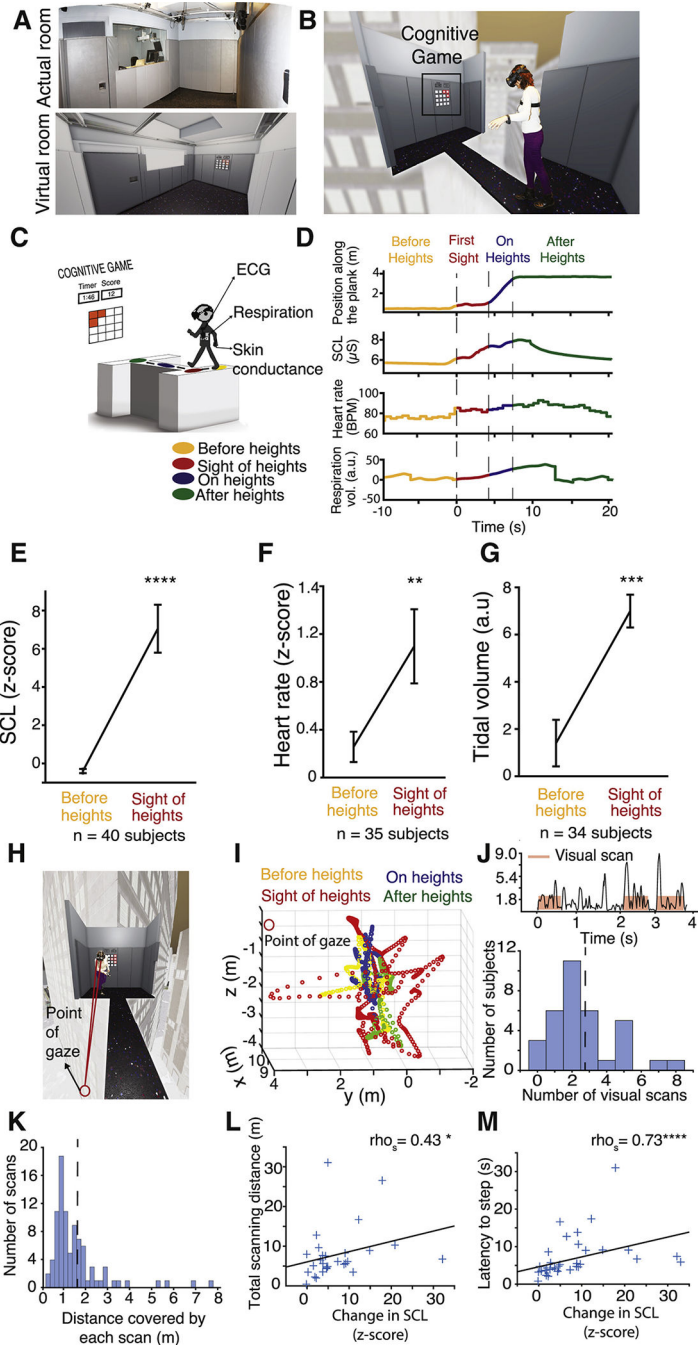 A
Actual room
Virtual room
B
Cognitive
Game
C
COGNITIVE GAME
Timer
Score
1:46
12
ECG
Respiration
Skin
conductance
Before heights
Sight of heights
On heights
After heights
D
Before
Heights
First
Sight
On
Heights
After
Heights
Position along
the plank (m)
4
2
SCL
(µS)
8
6
Heart rate
(BPM)
100
80
60
Respiration
vol. (a.u.)
50
0
-50
-10
0
10
20
Time (s)
E
****
SCL (z-score)
8
6
4
2
0
Before
heights
Sight of
heights
n = 40 subjects
F
**
Heart rate (z-score)
1.4
1.2
0.8
0.4
0
Before
heights
Sight of
heights
n = 35 subjects
G
***
Tidal volume (a.u)
8
6
4
2
0
Before
heights
Sight of
heights
n = 34 subjects
H
Point
of
gaze
I
Before heights
On heights
Sight of heights
After heights
Point of gaze
z (m)
-1
-2
-3
-4
x (m)
10
9
4
2
0
-2
y (m)
J
Visual scan
9.0
5.4
1.8
0
1
2
3
4
Time (s)
Number of subjects
12
8
4
0
0
2
4
6
8
Number of visual scans
K
Number of scans
20
16
12
8
4
0
0
1
2
3
4
5
6
7
8
Distance covered by
each scan (m)
L
rhos= 0.43 *
Total scanning distance (m)
30
20
10
0
0
10
20
30
Change in SCL
(z-score)
M
rhos= 0.73****
Latency to step (s)
30
20
10
0
0
10
20
30
Change in SCL
(z-score)